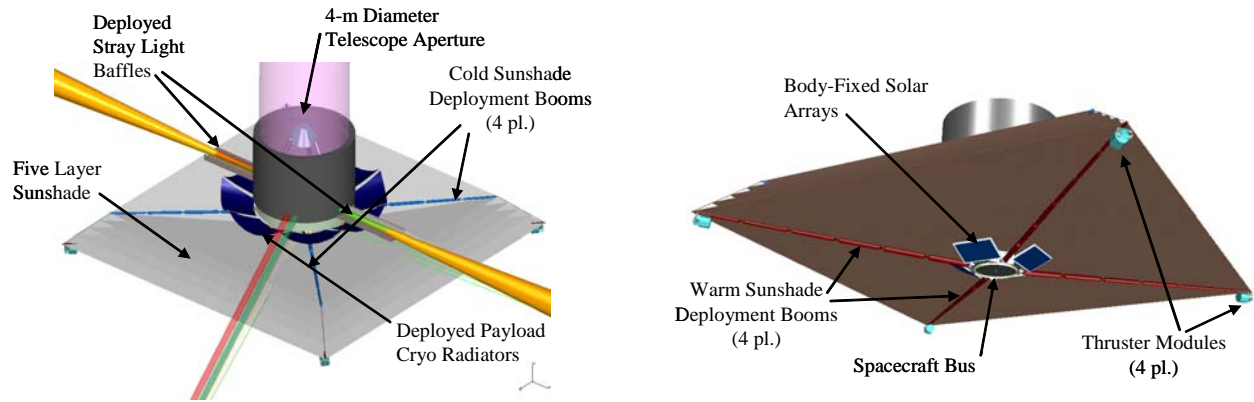 Deployed
Stray Light
Baffles
4-m Diameter
Telescope Aperture
Cold Sunshade
Deployment Booms
(4 pl.)
Five Layer
Sunshade
Deployed Payload
Cryo Radiators
Body-Fixed Solar
Arrays
Warm Sunshade
Deployment Booms
(4 pl.)
Spacecraft Bus
Thruster Modules
(4 pl.)